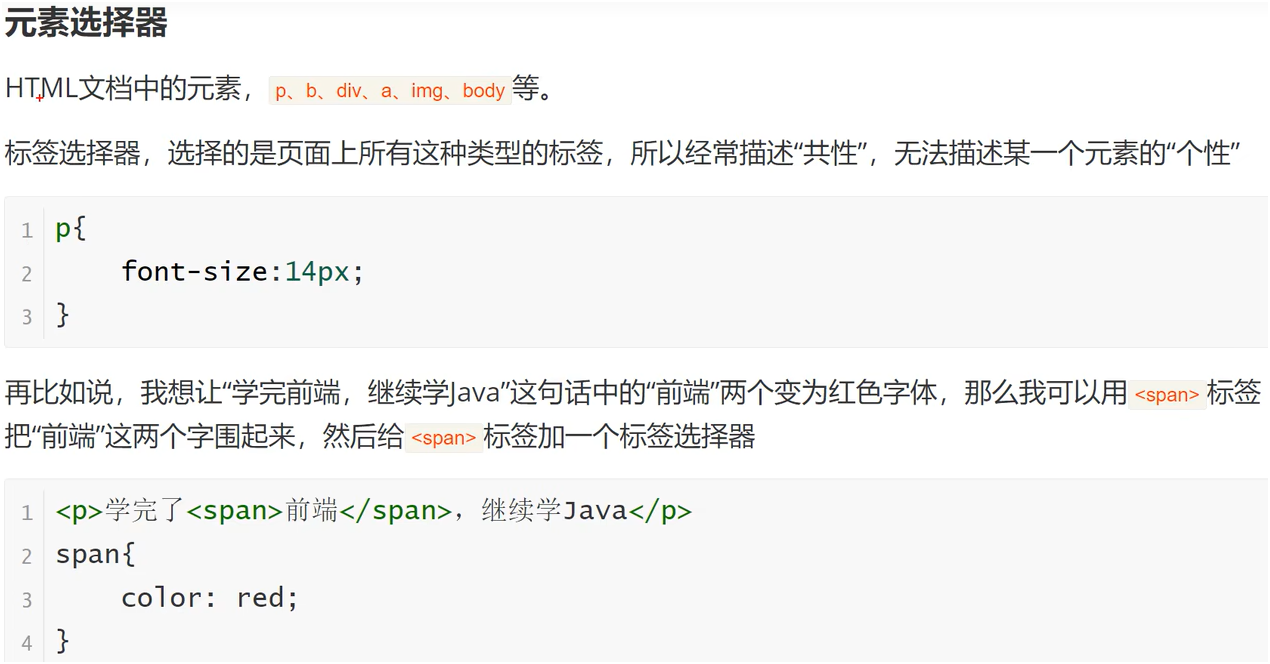 元素选择器
HTML文档中的元素，p、b、div、a、img、body等。
标签选择器，选择的是页面上所有这种类型的标签，所以经常描述“共性”，无法描述某一个元素的“个性”
1 p{
2     font-size:14px;
3 }
再比如说，我想让“学完前端，继续学Java”这句话中的“前端”两个变为红色字体，那么我可以用<span>标签
把“前端”这两个字围起来，然后给<span>标签加一个标签选择器
1 <p>学完了<span>前端</span>，继续学Java</p>
2 span{
3     color: red;
4 }